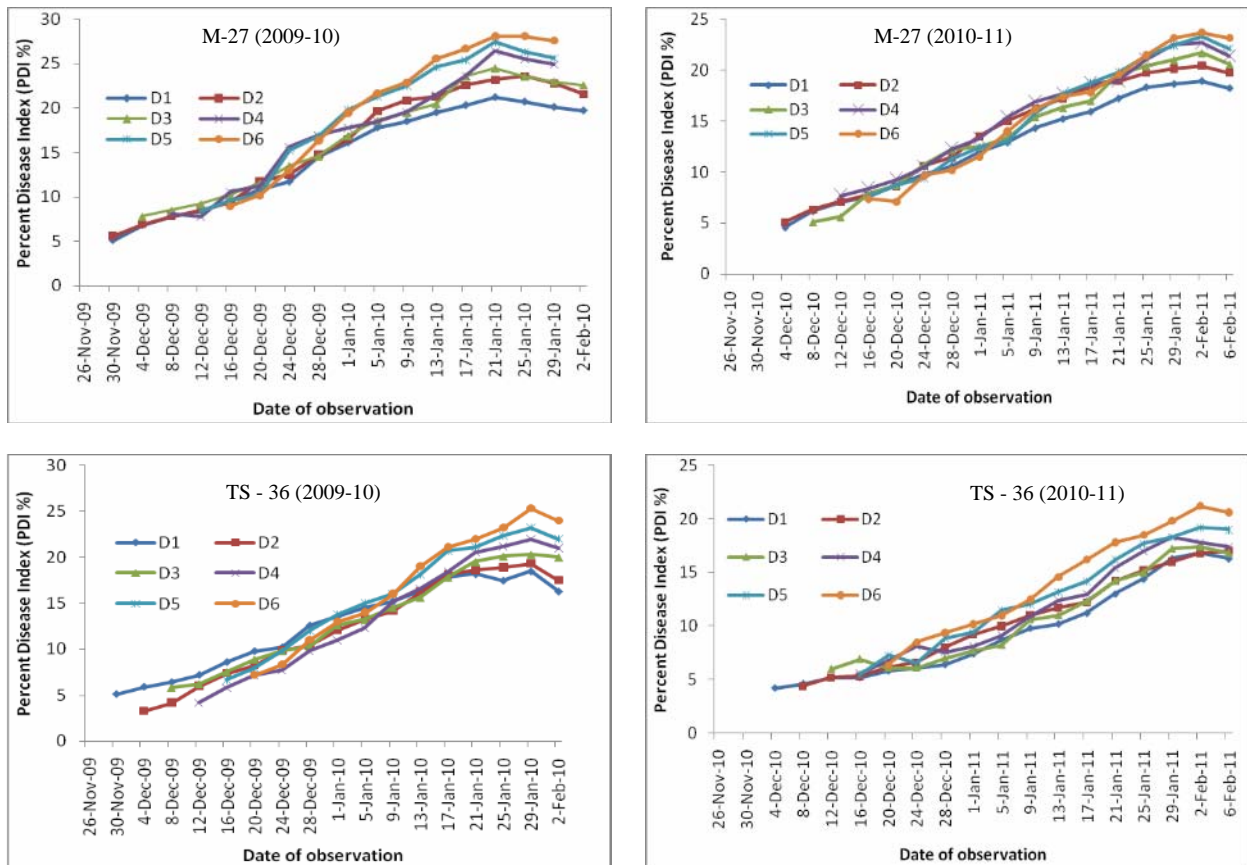 M-27 (2009-10)
Percent Disease Index (PDI %)
30
25
20
15
10
5
0
D1 D2
D3 D4
D5 D6
26-Nov-09
30-Nov-09
4-Dec-09
8-Dec-09
12-Dec-09
16-Dec-09
20-Dec-09
24-Dec-09
28-Dec-09
1-Jan-10
5-Jan-10
9-Jan-10
13-Jan-10
17-Jan-10
21-Jan-10
25-Jan-10
29-Jan-10
2-Feb-10
Date of observation
M-27 (2010-11)
Percent Disease Index (PDI %)
25
20
15
10
5
0
D1 D2
D3 D4
D5 D6
26-Nov-10
30-Nov-10
4-Dec-10
8-Dec-10
12-Dec-10
16-Dec-10
20-Dec-10
24-Dec-10
28-Dec-10
1-Jan-11
5-Jan-11
9-Jan-11
13-Jan-11
17-Jan-11
21-Jan-11
25-Jan-11
29-Jan-11
2-Feb-11
6-Feb-11
Date of observation
TS - 36 (2009-10)
Percent Disease Index (PDI %)
30
25
20
15
10
5
0
D1 D2
D3 D4
D5 D6
26-Nov-09
30-Nov-09
4-Dec-09
8-Dec-09
12-Dec-09
16-Dec-09
20-Dec-09
24-Dec-09
28-Dec-09
1-Jan-10
5-Jan-10
9-Jan-10
13-Jan-10
17-Jan-10
21-Jan-10
25-Jan-10
29-Jan-10
2-Feb-10
Date of observation
TS - 36 (2010-11)
Percent Disease Index (PDI %)
25
20
15
10
5
0
D1 D2
D3 D4
D5 D6
26-Nov-10
30-Nov-10
4-Dec-10
8-Dec-10
12-Dec-10
16-Dec-10
20-Dec-10
24-Dec-10
28-Dec-10
1-Jan-11
5-Jan-11
9-Jan-11
13-Jan-11
17-Jan-11
21-Jan-11
25-Jan-11
29-Jan-11
2-Feb-11
6-Feb-11
Date of observation